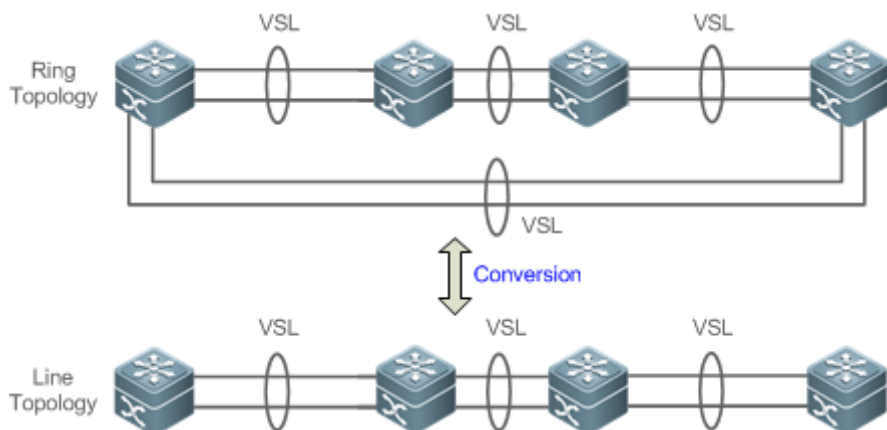 VSL VSL VSL
Ring
Topology
VSL
Conversion
VSL VSL VSL
Line
Topology